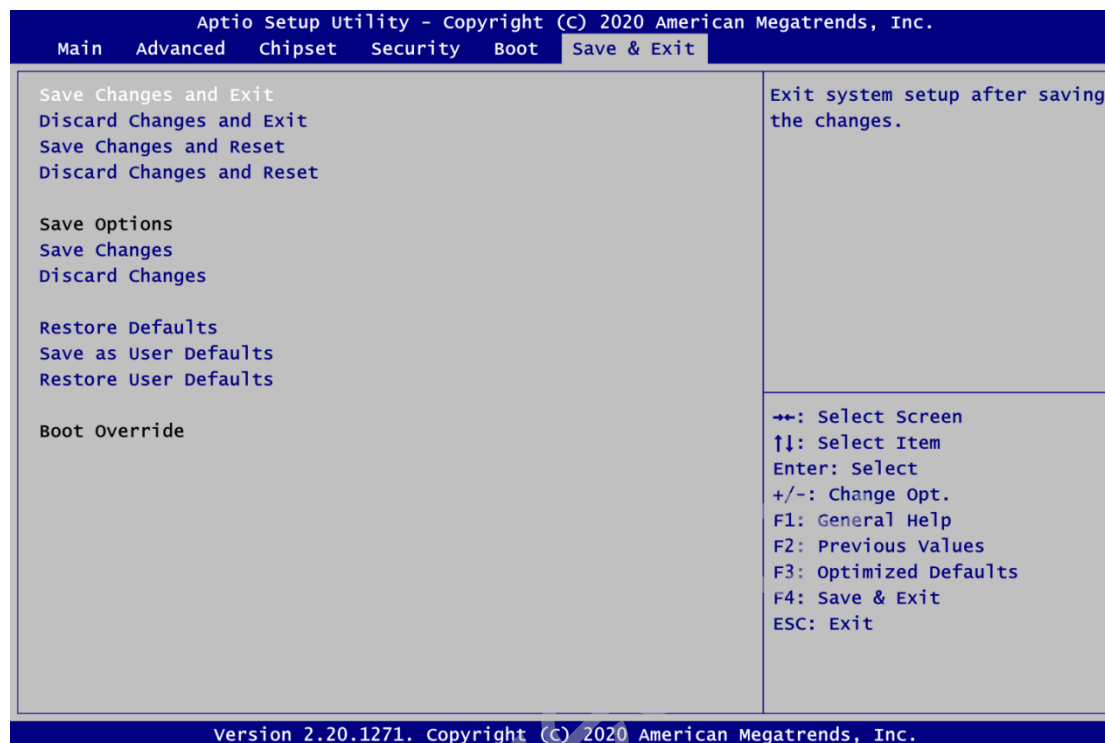 Aptio Setup Utility – Copyright (C) 2020 American Megatrends, Inc.
Main Advanced Chipset Security Boot Save & Exit
Save Changes and Exit
Discard Changes and Exit
Save Changes and Reset
Discard Changes and Reset
Save Options
Save Changes
Discard Changes
Restore Defaults
Save as User Defaults
Restore User Defaults
Boot Override
Exit system setup after saving
the changes.
→←: Select Screen
↑↓: Select Item
Enter: Select
+/-: Change Opt.
F1: General Help
F2: Previous Values
F3: Optimized Defaults
F4: Save & Exit
ESC: Exit
Version 2.20.1271. Copyright (C) 2020 American Megatrends, Inc.